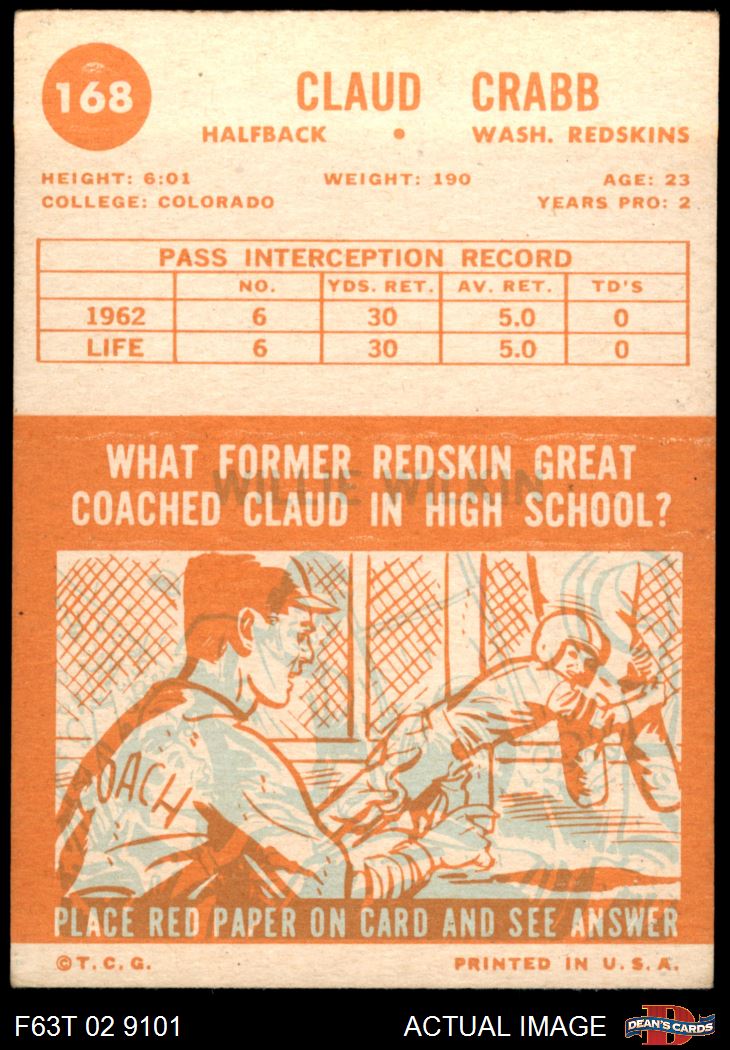 168
CLAUD CRABB
HALFBACK • WASH. REDSKINS
HEIGHT: 6:01 WEIGHT: 190 AGE: 23
COLLEGE: COLORADO YEARS PRO: 2
PASS INTERCEPTION RECORD
NO. YDS. RET. AV. RET. TD'S
1962 6 30 5.0 0
LIFE 6 30 5.0 0
WHAT FORMER REDSKIN GREAT
WILLIE WILKIN
COACHED CLAUD IN HIGH SCHOOL?
OACH
PLACE RED PAPER ON CARD AND SEE ANSWER
© T. C. G. PRINTED IN U. S. A.
F63T 02 9101 ACTUAL IMAGE D DEAN'S CARDS